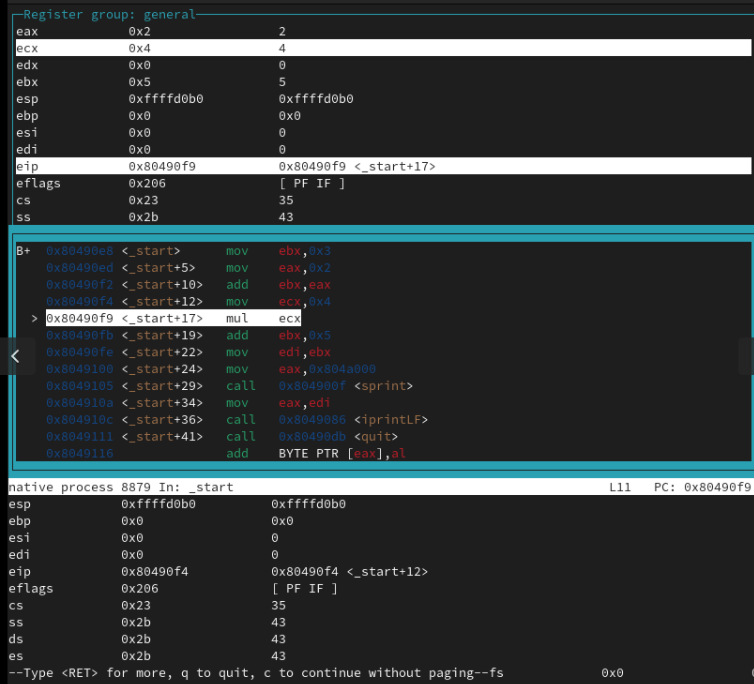 Register group: general
eax 0x2 2
ecx 0x4 4
edx 0x0 0
ebx 0x5 5
esp 0xffffd0b0 0xffffd0b0
ebp 0x0 0x0
esi 0x0 0
edi 0x0 0
eip 0x80490f9 0x80490f9 <_start+17>
eflags 0x206 [ PF IF ]
cs 0x23 35
ss 0x2b 43
B+ 0x80490e8 <_start> mov ebx,0x3
0x80490ed <_start+5> mov eax,0x2
0x80490f2 <_start+10> add ebx,eax
0x80490f4 <_start+12> mov ecx,0x4
> 0x80490f9 <_start+17> mul ecx
0x80490fb <_start+19> add ebx,0x5
0x80490fe <_start+22> mov edi,ebx
0x8049100 <_start+24> mov eax,0x804a000
0x8049105 <_start+29> call 0x804900f <sprint>
0x804910a <_start+34> mov eax,edi
0x804910c <_start+36> call 0x8049086 <iprintLF>
0x8049111 <_start+41> call 0x80490db <quit>
0x8049116 add BYTE PTR [eax],al
native process 8879 In: _start L11 PC: 0x80490f9
esp 0xffffd0b0 0xffffd0b0
ebp 0x0 0x0
esi 0x0 0
edi 0x0 0
eip 0x80490f4 0x80490f4 <_start+12>
eflags 0x206 [ PF IF ]
cs 0x23 35
ss 0x2b 43
ds 0x2b 43
es 0x2b 43
--Type <RET> for more, q to quit, c to continue without paging--fs 0x0